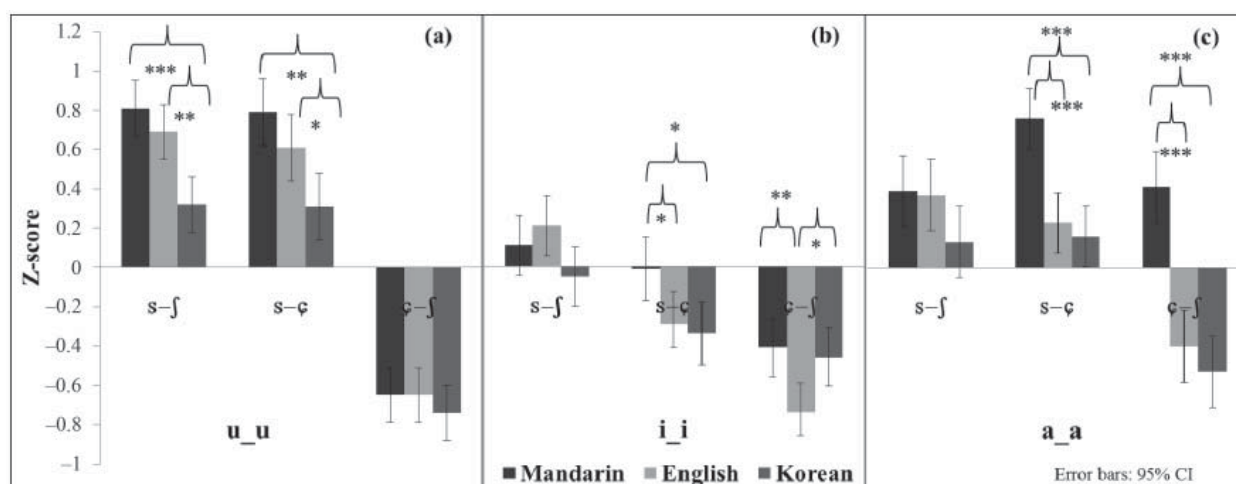 Z-score
1.2
1
0.8
0.6
0.4
0.2
0
−0.2
−0.4
−0.6
−0.8
−1
(a)
***
**
**
*
s–ʃ
s–ɕ
ɕ–ʃ
u_u
(b)
*
*
**
*
s–ʃ
s–ɕ
ɕ–ʃ
i_i
(c)
***
***
***
***
s–ʃ
s–ɕ
ɕ–ʃ
a_a
Mandarin English Korean
Error bars: 95% CI